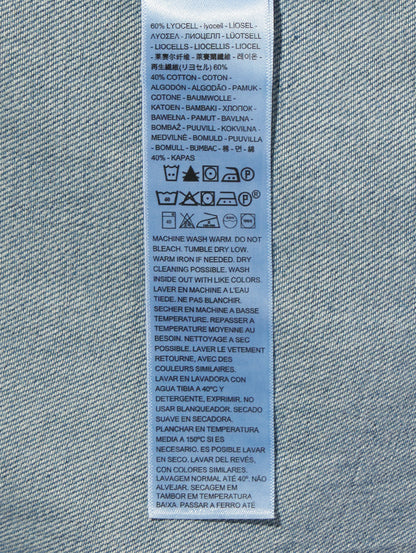 60% LYOCELL - lyocell - LIOSEL -
ΛΥΟΣΕΛ - ЛИОЦЕЛЛ - LÜOTSELL
- LIOCELLS - LIOCELLIS - LIOCEL
- 莱赛尔纤维 - 萊賽爾纖維 - 레이온 -
再生繊維(リヨセル) 60%
40% COTTON - COTON -
ALGODÓN - ALGODÃO - PAMUK -
COTONE - BAUMWOLLE -
KATOEN - BAMBAKI - ХЛОПОК -
BAWEŁNA - PAMUT - BAVLNA -
BOMBAŽ - PUUVILL - KOKVILNA -
MEDVILNĖ - BOMULD - PUUVILLA
- BOMULL - BUMBAC - 棉 - 면 - 綿
40% - KAPAS
MACHINE WASH WARM. DO NOT
BLEACH. TUMBLE DRY LOW.
WARM IRON IF NEEDED. DRY
CLEANING POSSIBLE. WASH
INSIDE OUT WITH LIKE COLORS.
LAVER EN MACHINE A L'EAU
TIEDE. NE PAS BLANCHIR.
SECHER EN MACHINE A BASSE
TEMPERATURE. REPASSER A
TEMPERATURE MOYENNE AU
BESOIN. NETTOYAGE A SEC
POSSIBLE. LAVER LE VETEMENT
RETOURNE, AVEC DES
COULEURS SIMILAIRES.
LAVAR EN LAVADORA CON
AGUA TIBIA A 40ºC Y
DETERGENTE, EXPRIMIR. NO
USAR BLANQUEADOR. SECADO
SUAVE EN SECADORA.
PLANCHAR EN TEMPERATURA
MEDIA A 150ºC SI ES
NECESARIO. ES POSIBLE LAVAR
EN SECO. LAVAR DEL REVÉS,
CON COLORES SIMILARES.
LAVAGEM NORMAL ATÉ 40º. NÃO
ALVEJAR. SECAGEM EM
TAMBOR EM TEMPERATURA
BAIXA. PASSAR A FERRO ATÉ